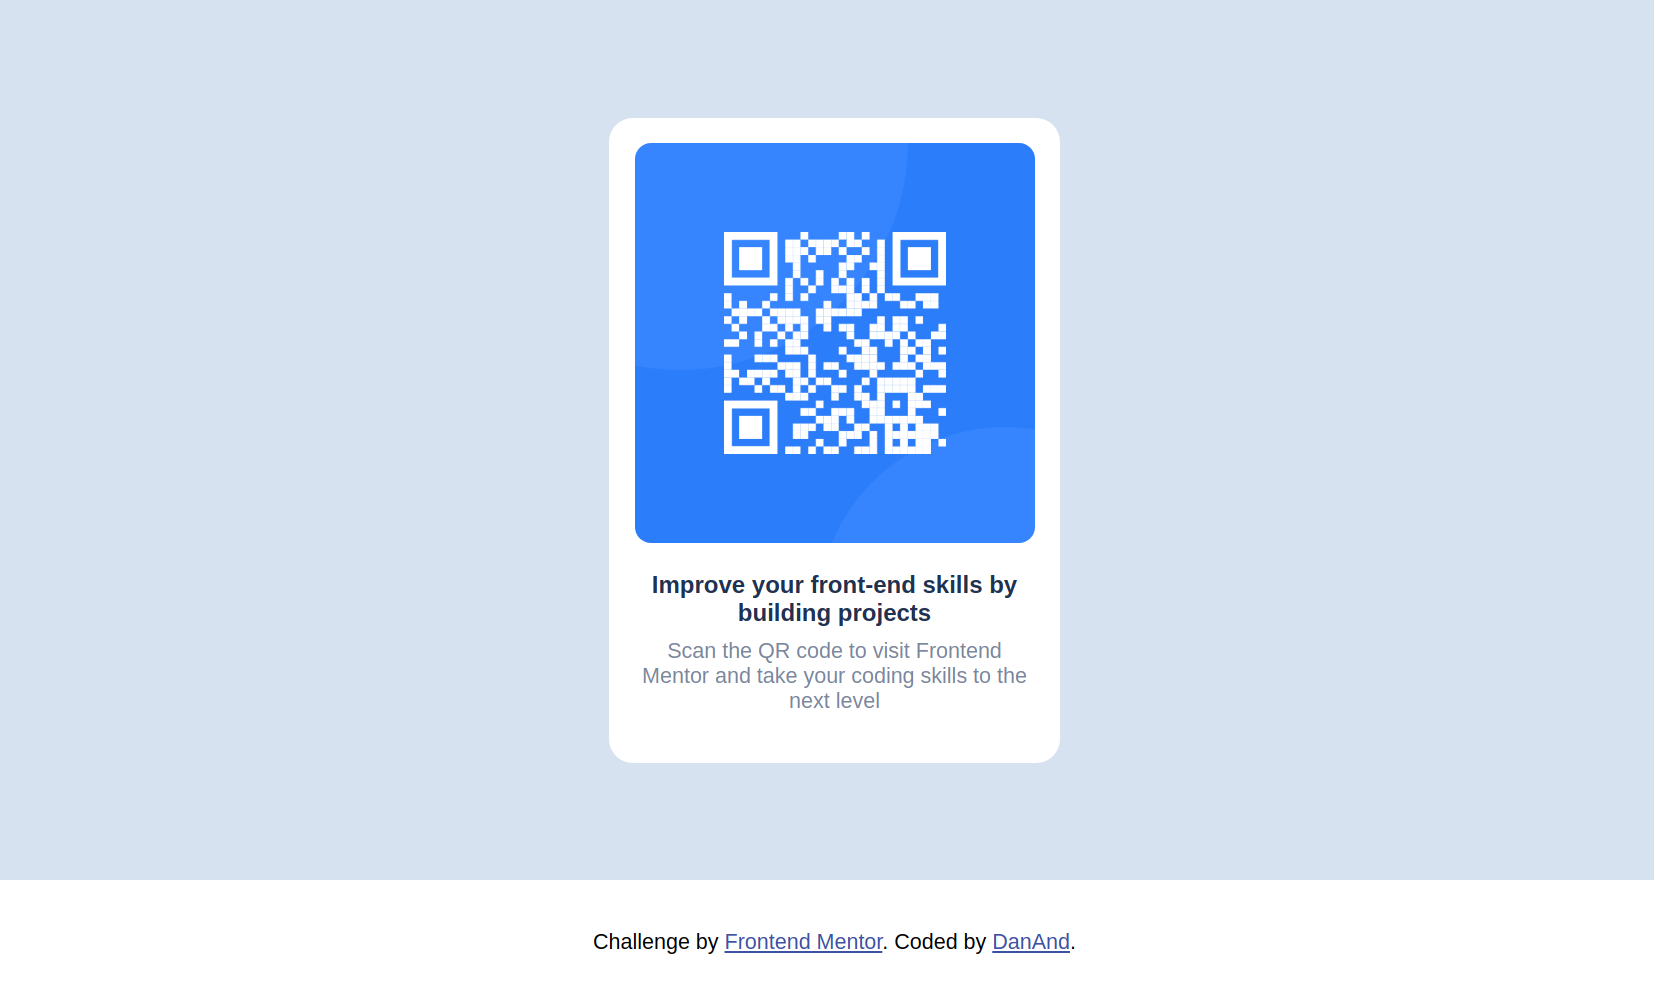 Improve your front-end skills by
building projects
Scan the QR code to visit Frontend
Mentor and take your coding skills to the
next level
Challenge by Frontend Mentor. Coded by DanAnd.